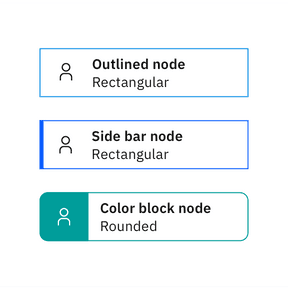 Outlined node
Rectangular
Side bar node
Rectangular
Color block node
Rounded